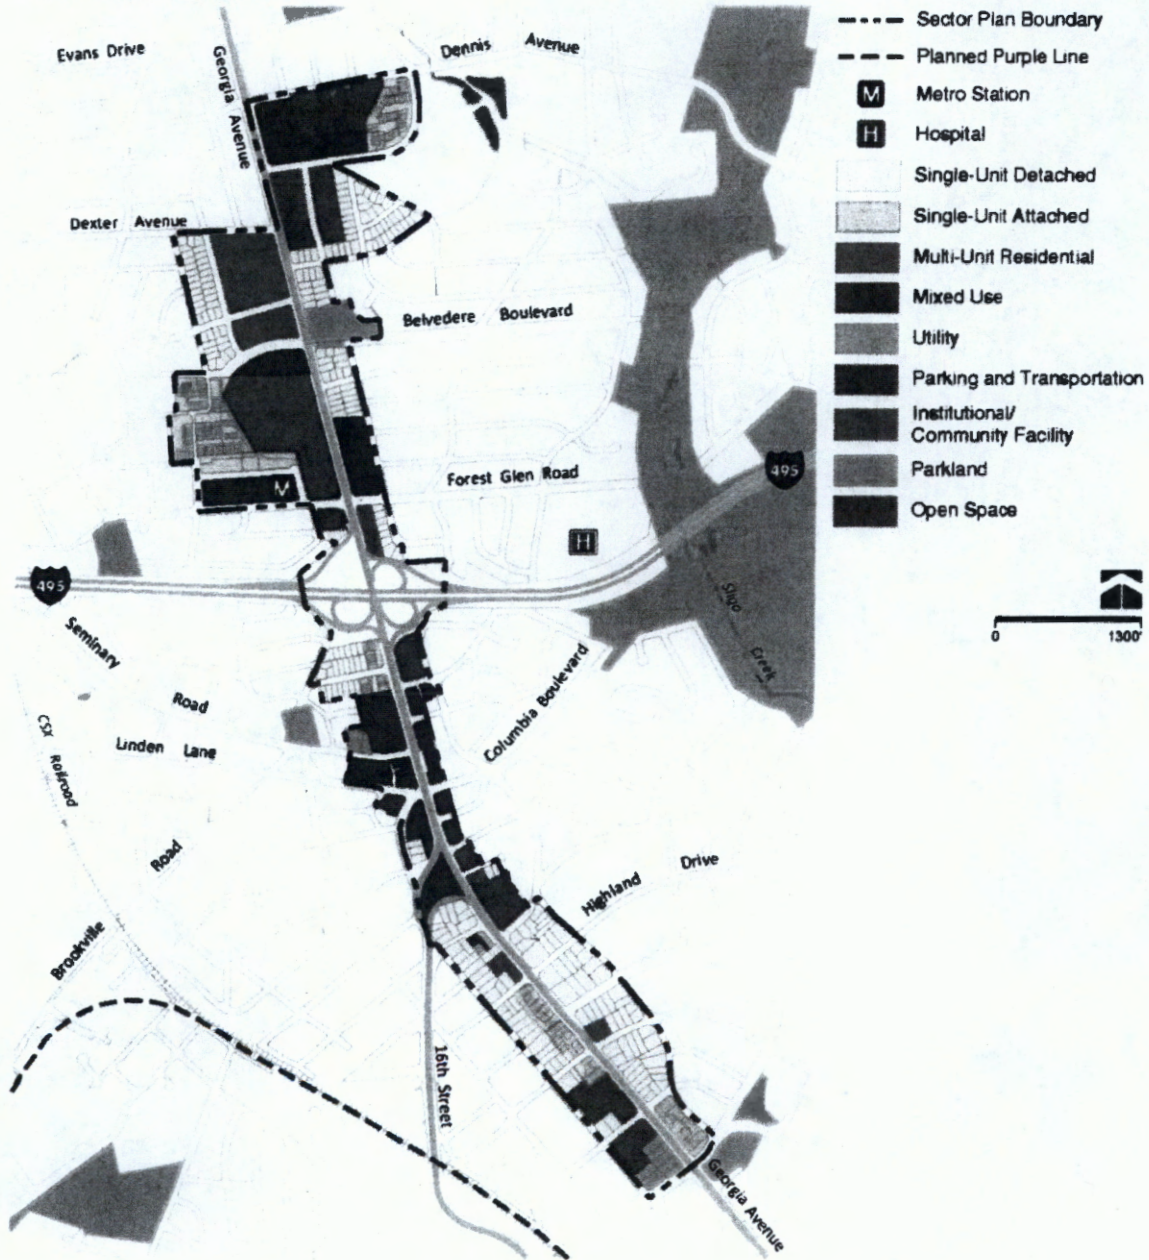 Sector Plan Boundary
Planned Purple Line
M Metro Station
H Hospital
Single-Unit Detached
Single-Unit Attached
Multi-Unit Residential
Mixed Use
Utility
Parking and Transportation
Institutional/
Community Facility
Parkland
Open Space
0 1300'
Evans Drive
Georgia Avenue
Dennis Avenue
Dexter Avenue
Belvedere Boulevard
Forest Glen Road
M
H
495
495
Seminary
Road
Linden Lane
CSX Railroad
Columbia Boulevard
Sligo
Creek
Road
Brookville
Highland Drive
16th Street
Georgia Avenue